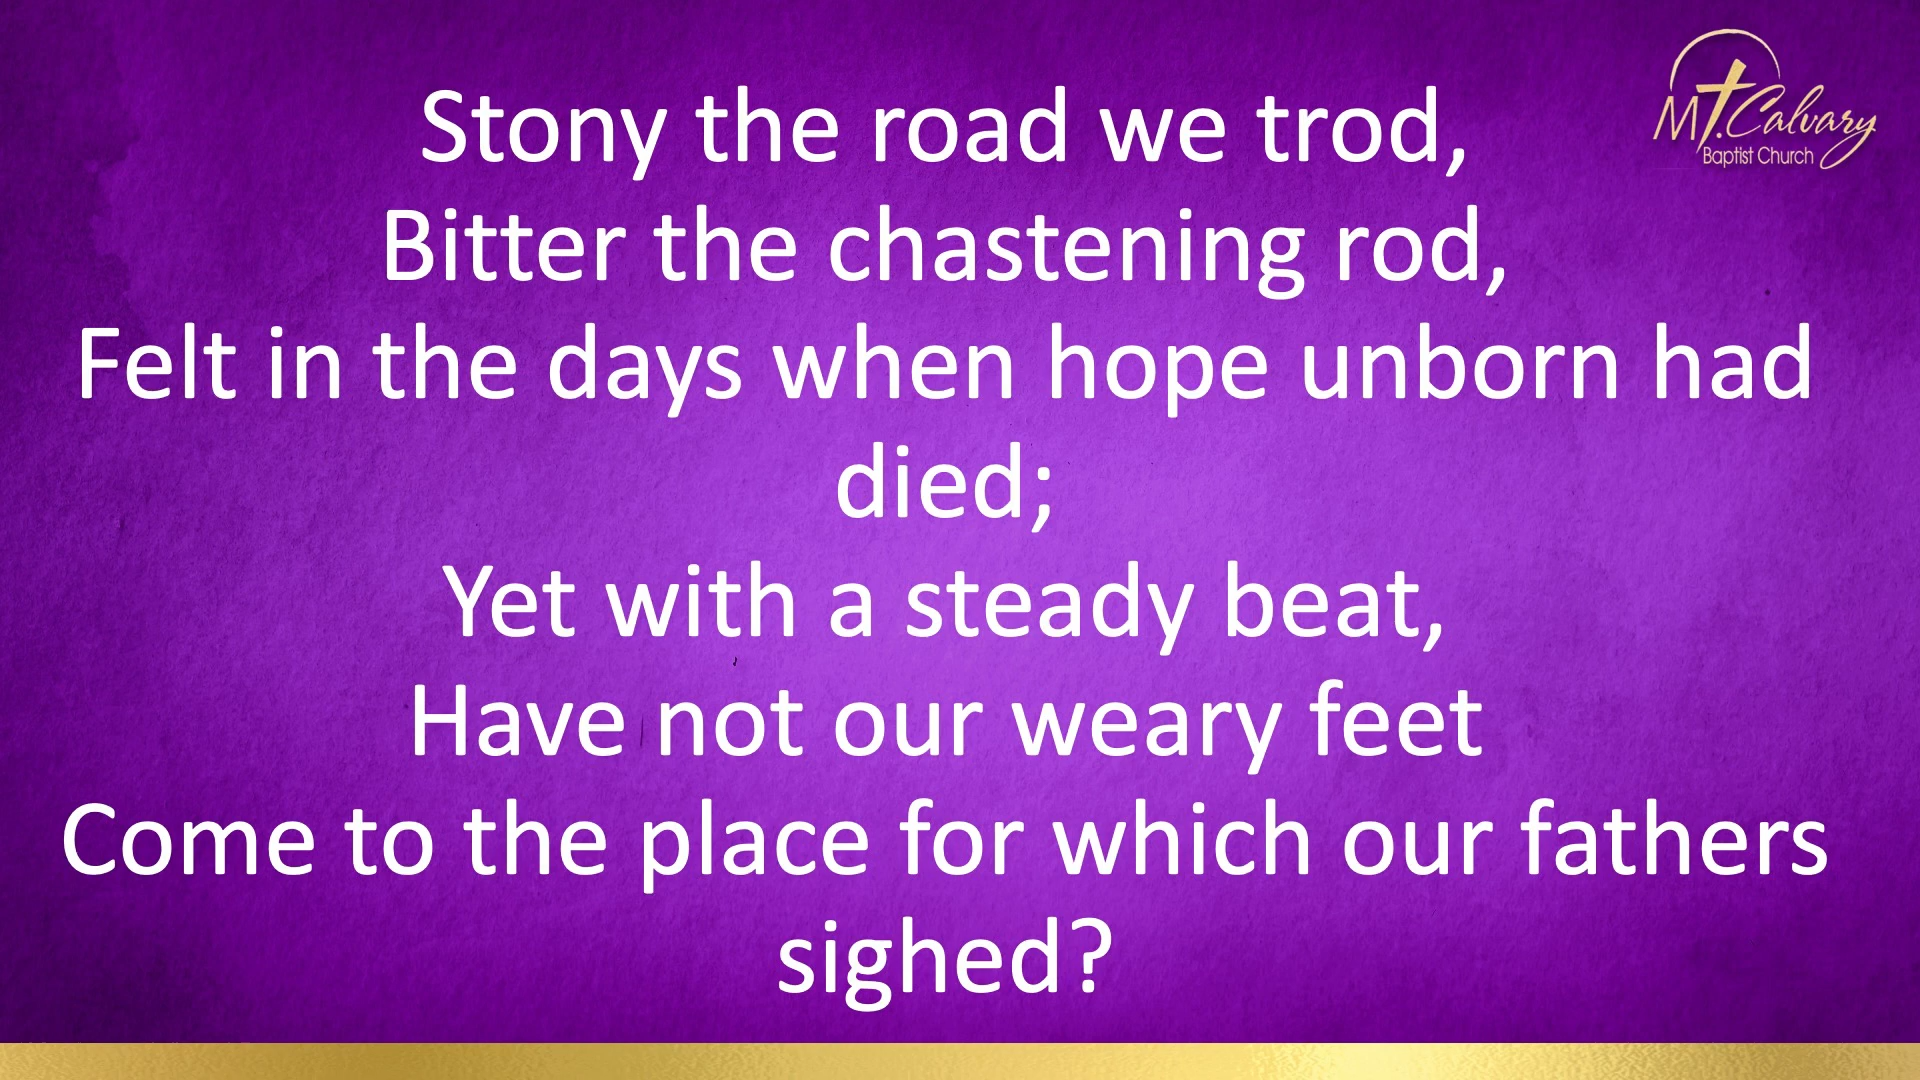 Stony the road we trod,
Bitter the chastening rod,
Felt in the days when hope unborn had
died;
Yet with a steady beat,
Have not our weary feet
Come to the place for which our fathers
sighed?
MT. Calvary
Baptist Church